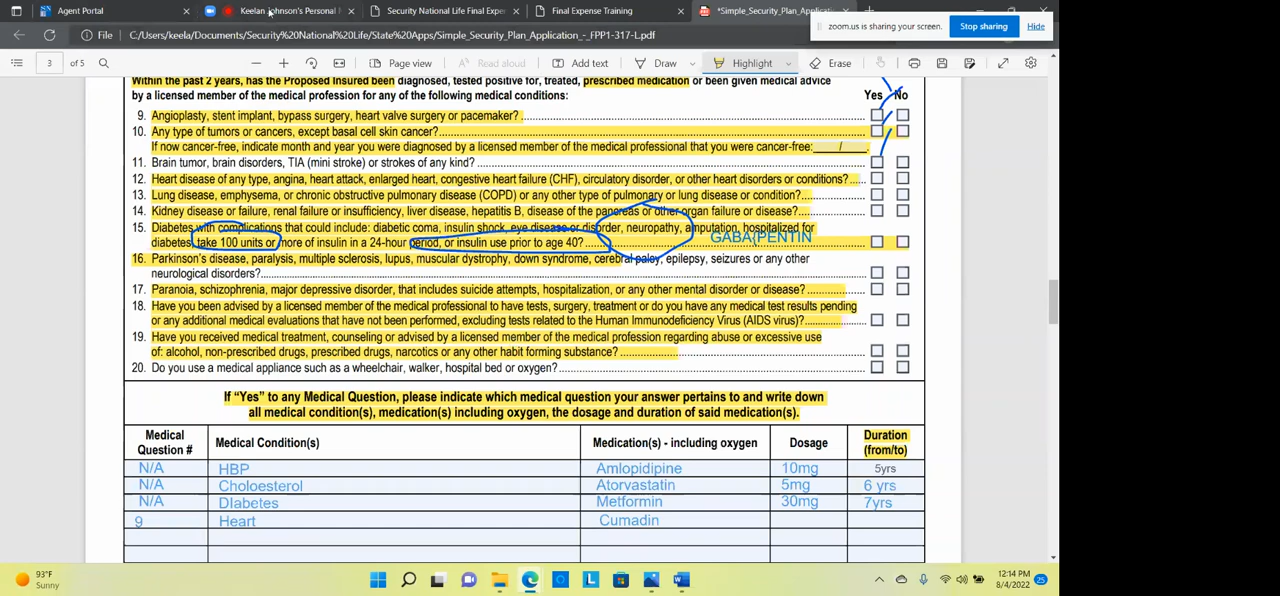 Agent Portal
Keelan Johnson's Personal
Security National Life Final Exper
Final Expense Training
*Simple_Security_Plan_Applicatio
zoom.us is sharing your screen.
Stop sharing
Hide
File
C:/Users/keela/Documents/Security%20National%20Life/State%20Apps/Simple_Security_Plan_Application_-_FPP1-317-L.pdf
3 of 5
Page view
Read aloud
Add text
Draw
Highlight
Erase
Within the past 2 years, has the Proposed Insured been diagnosed, tested positive for, treated, prescribed medication or been given medical advice
by a licensed member of the medical profession for any of the following medical conditions:
Yes No
9. Angioplasty, stent implant, bypass surgery, heart valve surgery or pacemaker?
10. Any type of tumors or cancers, except basal cell skin cancer?
If now cancer-free, indicate month and year you were diagnosed by a licensed member of the medical professional that you were cancer-free: ____/____.
11. Brain tumor, brain disorders, TIA (mini stroke) or strokes of any kind?
12. Heart disease of any type, angina, heart attack, enlarged heart, congestive heart failure (CHF), circulatory disorder, or other heart disorders or conditions?
13. Lung disease, emphysema, or chronic obstructive pulmonary disease (COPD) or any other type of pulmonary or lung disease or condition?
14. Kidney disease or failure, renal failure or insufficiency, liver disease, hepatitis B, disease of the pancreas or other organ failure or disease?
15. Diabetes with complications that could include: diabetic coma, insulin shock, eye disease or disorder, neuropathy, amputation, hospitalized for
diabetes, take 100 units or more of insulin in a 24-hour period, or insulin use prior to age 40?
GABA(PENTIN
16. Parkinson's disease, paralysis, multiple sclerosis, lupus, muscular dystrophy, down syndrome, cerebral palsy, epilepsy, seizures or any other
neurological disorders?
17. Paranoia, schizophrenia, major depressive disorder, that includes suicide attempts, hospitalization, or any other mental disorder or disease?
18. Have you been advised by a licensed member of the medical professional to have tests, surgery, treatment or do you have any medical test results pending
or any additional medical evaluations that have not been performed, excluding tests related to the Human Immunodeficiency Virus (AIDS virus)?
19. Have you received medical treatment, counseling or advised by a licensed member of the medical profession regarding abuse or excessive use
of: alcohol, non-prescribed drugs, prescribed drugs, narcotics or any other habit forming substance?
20. Do you use a medical appliance such as a wheelchair, walker, hospital bed or oxygen?
If "Yes" to any Medical Question, please indicate which medical question your answer pertains to and write down
all medical condition(s), medication(s) including oxygen, the dosage and duration of said medication(s).
Medical Question # Medical Condition(s) Medication(s) - including oxygen Dosage Duration (from/to)
N/A HBP Amlopidipine 10mg 5yrs
N/A Choloesterol Atorvastatin 5mg 6 yrs
N/A DIabetes Metformin 30mg 7yrs
9 Heart Cumadin
93°F
Sunny
12:14 PM
8/4/2022
25